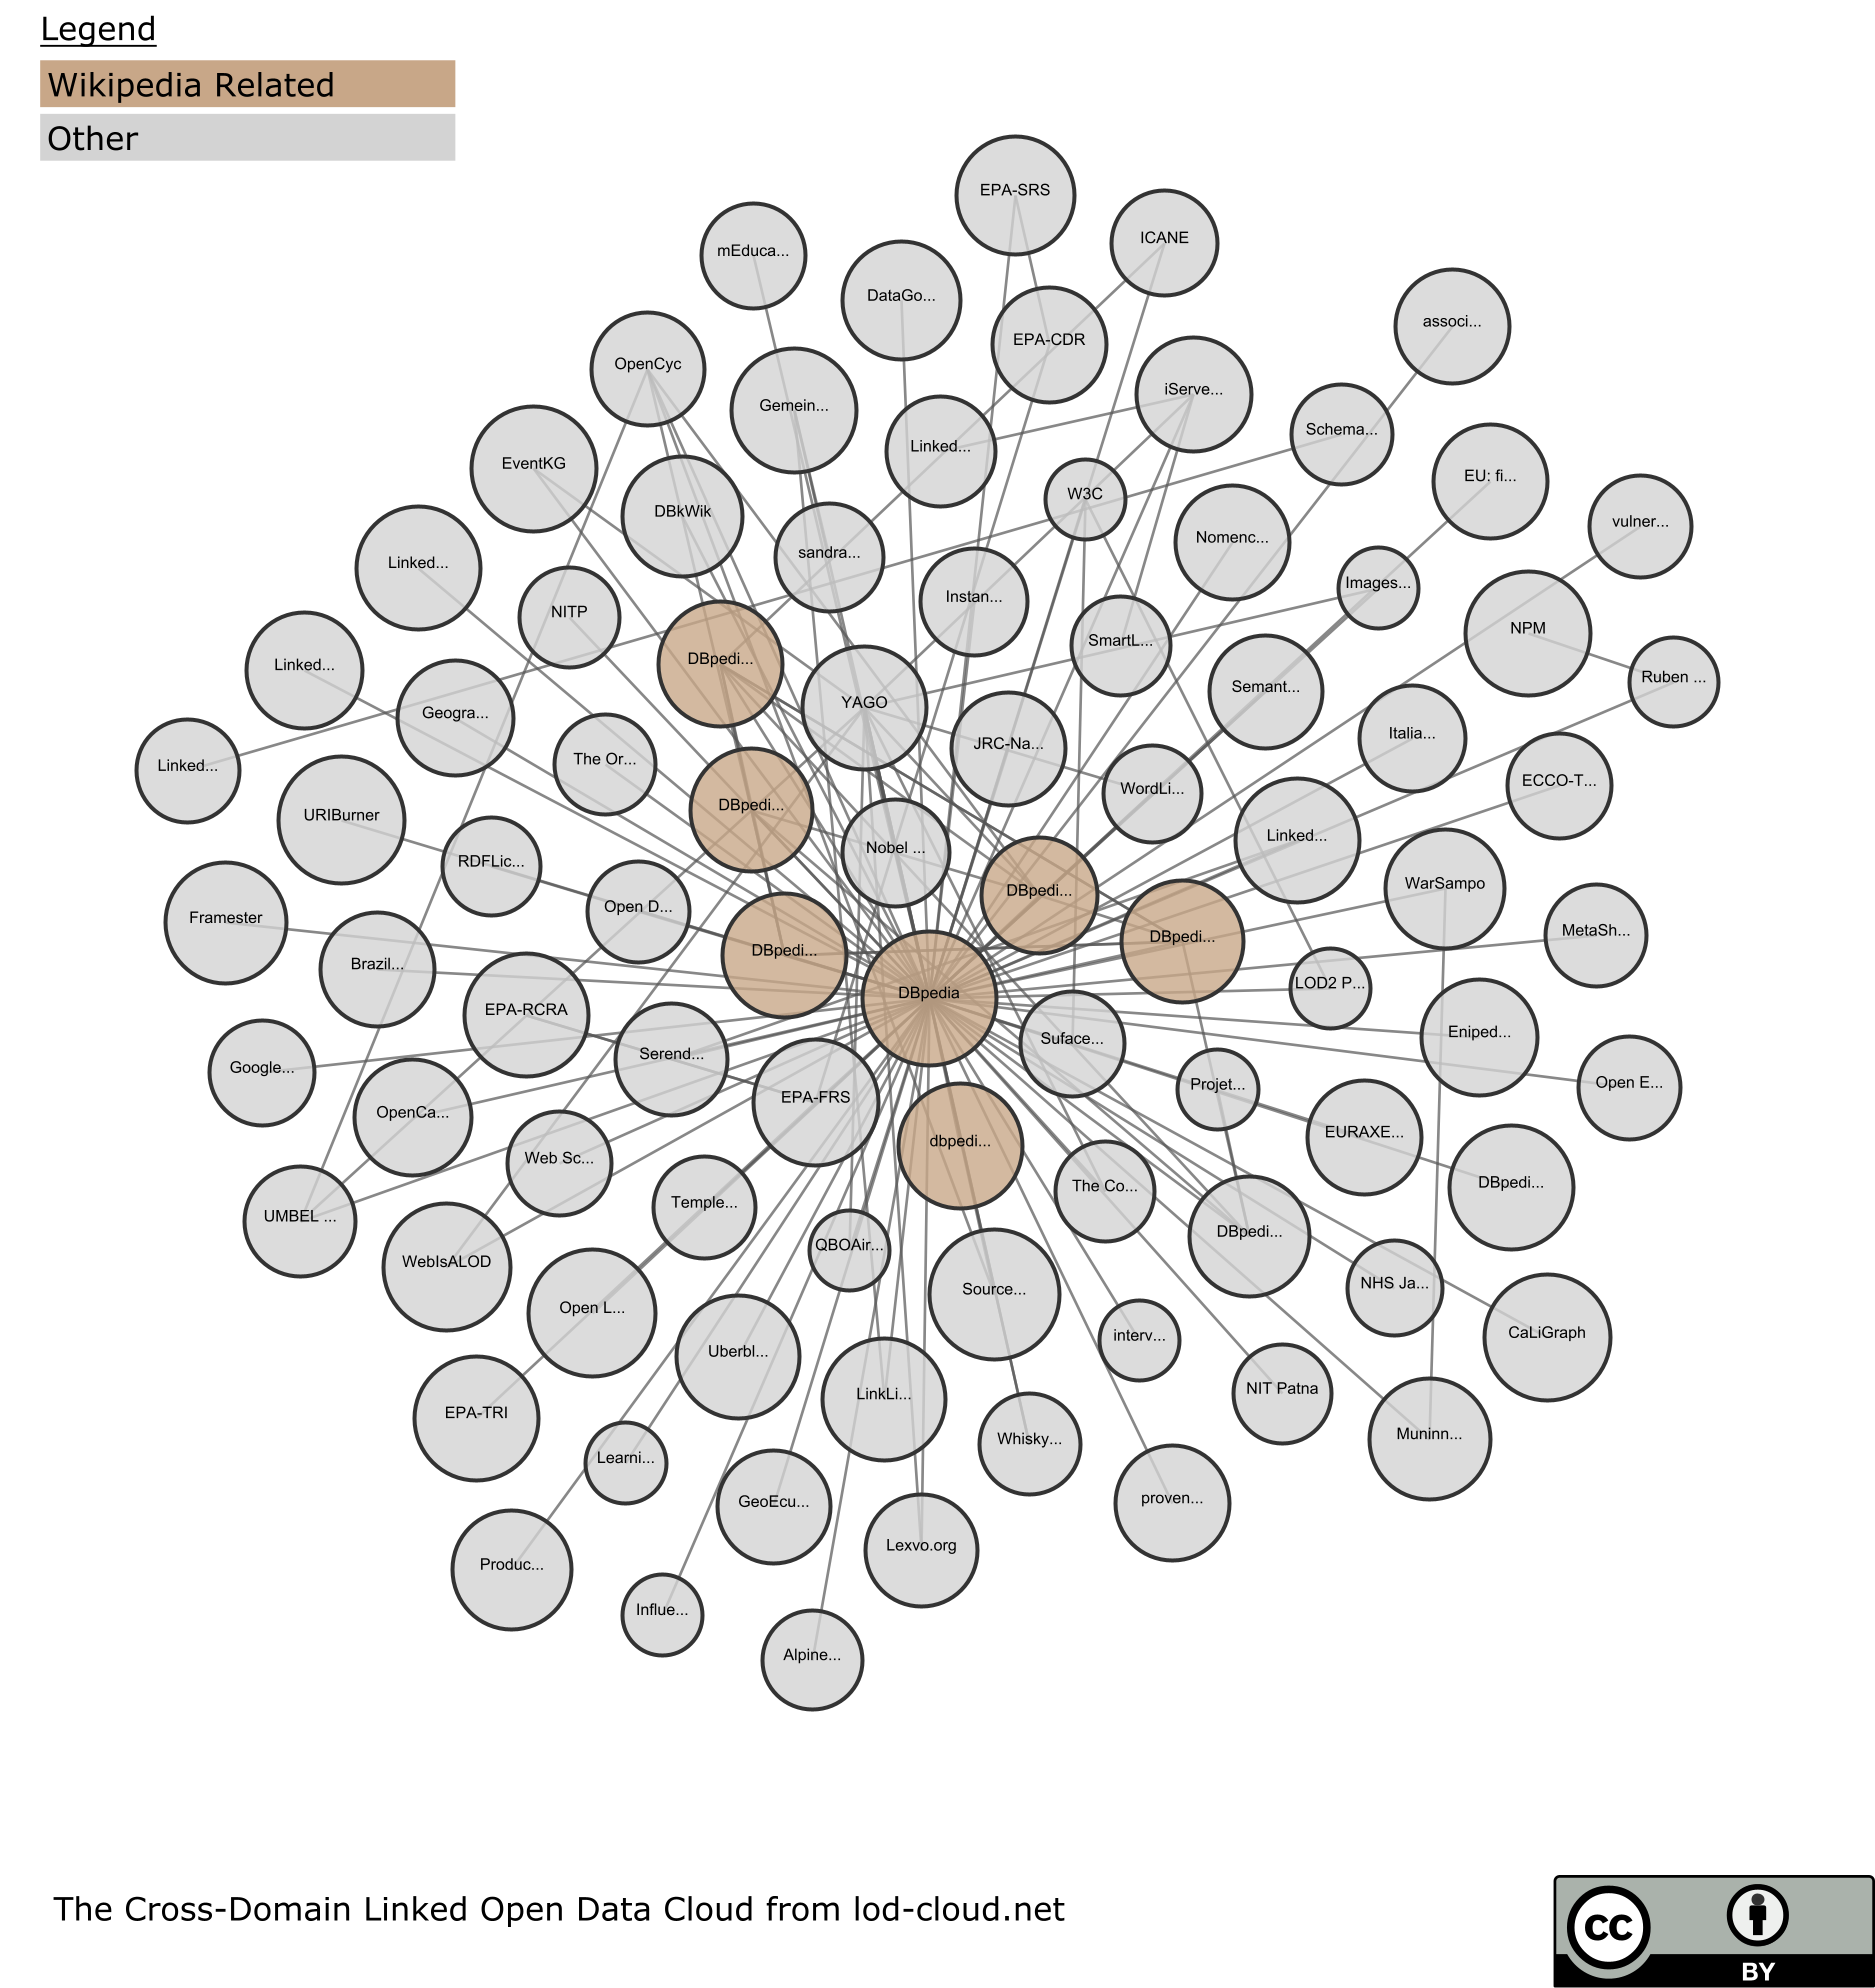 Legend
Wikipedia Related
Other
EPA-SRS
ICANE
mEduca...
DataGo...
associ...
EPA-CDR
OpenCyc
iServe...
Gemein...
Schema...
Linked...
EventKG
EU: fi...
W3C
DBkWik
vulner...
Nomenc...
sandra...
Linked...
Images...
Instan...
NITP
NPM
SmartL...
DBpedi...
Linked...
Ruben ...
Semant...
YAGO
Geogra...
Italia...
JRC-Na...
The Or...
Linked...
ECCO-T...
WordLi...
DBpedi...
URIBurner
Linked...
Nobel ...
RDFLic...
WarSampo
DBpedi...
Open D...
Framester
MetaSh...
DBpedi...
DBpedi...
Brazil...
LOD2 P...
DBpedia
EPA-RCRA
Eniped...
Suface...
Serend...
Google...
Open E...
Projet...
EPA-FRS
OpenCa...
EURAXE...
dbpedi...
Web Sc...
DBpedi...
The Co...
Temple...
UMBEL ...
DBpedi...
QBOAir...
WebIsALOD
NHS Ja...
Source...
Open L...
CaLiGraph
interv...
Uberbl...
NIT Patna
LinkLi...
EPA-TRI
Muninn...
Whisky...
Learni...
proven...
GeoEcu...
Lexvo.org
Produc...
Influe...
Alpine...
The Cross-Domain Linked Open Data Cloud from lod-cloud.net
cc
BY